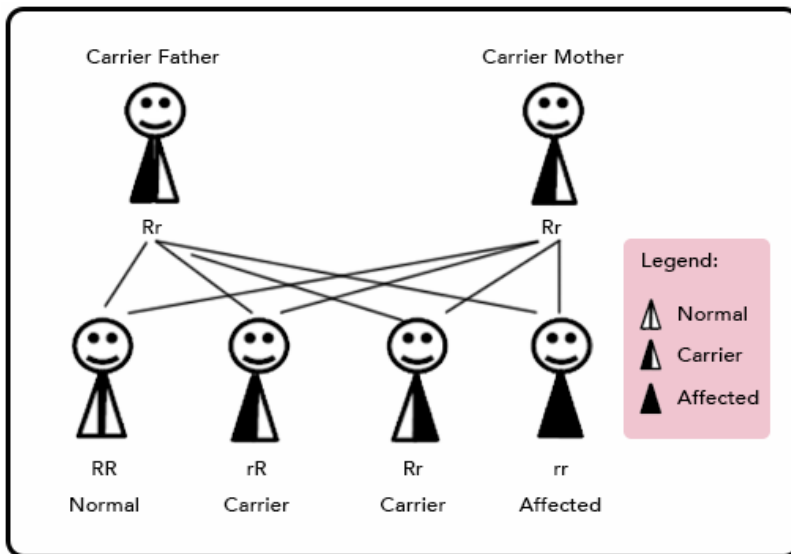 Carrier Father
Carrier Mother
Rr
Rr
Legend:
Normal
Carrier
Affected
RR
rR
Rr
rr
Normal
Carrier
Carrier
Affected